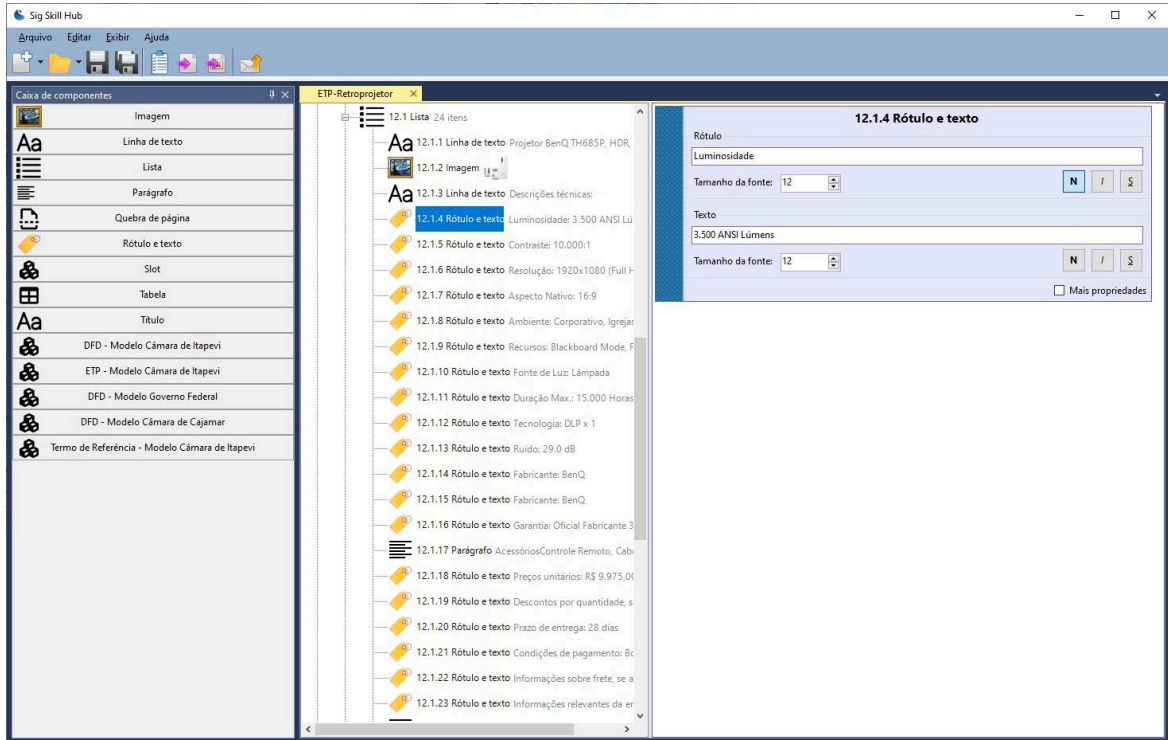 Sig Skill Hub
Arquivo Editar Exibir Ajuda
Caixa de componentes
Imagem
Linha de texto
Lista
Parágrafo
Quebra de página
Rótulo e texto
Slot
Tabela
Título
DFD - Modelo Câmara de Itapevi
ETP - Modelo Câmara de Itapevi
DFD - Modelo Governo Federal
DFD - Modelo Câmara de Cajamar
Termo de Referência - Modelo Câmara de Itapevi
ETP-Retroprojetor
12.1 Lista 24 itens
12.1.1 Linha de texto Projetor BenQ TH685P, HDR,
12.1.2 Imagem
12.1.3 Linha de texto Descrições técnicas:
12.1.4 Rótulo e texto Luminosidade: 3.500 ANSI Lú
12.1.5 Rótulo e texto Contraste: 10.000:1
12.1.6 Rótulo e texto Resolução: 1920x1080 (Full H
12.1.7 Rótulo e texto Aspecto Nativo: 16:9
12.1.8 Rótulo e texto Ambiente: Corporativo, Igrejas
12.1.9 Rótulo e texto Recursos: Blackboard Mode, F
12.1.10 Rótulo e texto Fonte de Luz: Lâmpada
12.1.11 Rótulo e texto Duração Max.: 15.000 Horas
12.1.12 Rótulo e texto Tecnologia: DLP x 1
12.1.13 Rótulo e texto Ruído: 29.0 dB
12.1.14 Rótulo e texto Fabricante: BenQ
12.1.15 Rótulo e texto Fabricante: BenQ
12.1.16 Rótulo e texto Garantia: Oficial Fabricante 3
12.1.17 Parágrafo AcessóriosControle Remoto, Cab
12.1.18 Rótulo e texto Preços unitários: R$ 9.975,00
12.1.19 Rótulo e texto Descontos por quantidade, s
12.1.20 Rótulo e texto Prazo de entrega: 28 dias
12.1.21 Rótulo e texto Condições de pagamento: Bo
12.1.22 Rótulo e texto Informações sobre frete, se a
12.1.23 Rótulo e texto Informações relevantes da er
12.1.4 Rótulo e texto
Rótulo
Luminosidade
Tamanho da fonte: 12 N I S
Texto
3.500 ANSI Lúmens
Tamanho da fonte: 12 N I S
Mais propriedades